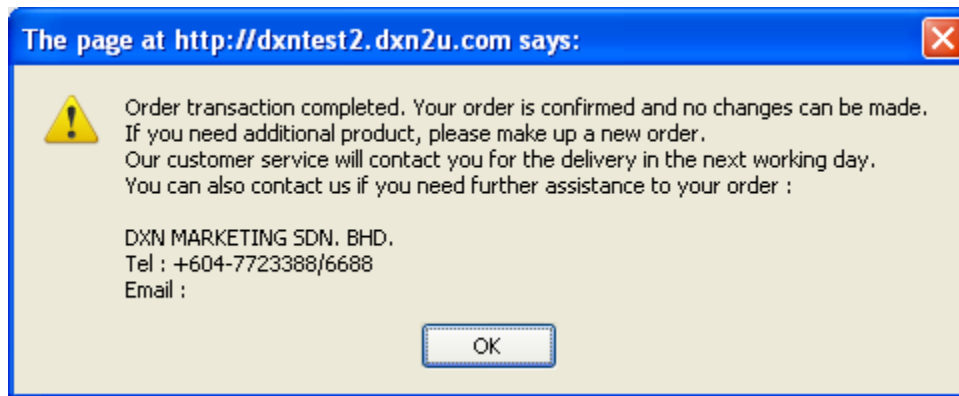 The page at http://dxntest2.dxn2u.com says:
Order transaction completed. Your order is confirmed and no changes can be made.
If you need additional product, please make up a new order.
Our customer service will contact you for the delivery in the next working day.
You can also contact us if you need further assistance to your order :
DXN MARKETING SDN. BHD.
Tel : +604-7723388/6688
Email :
OK